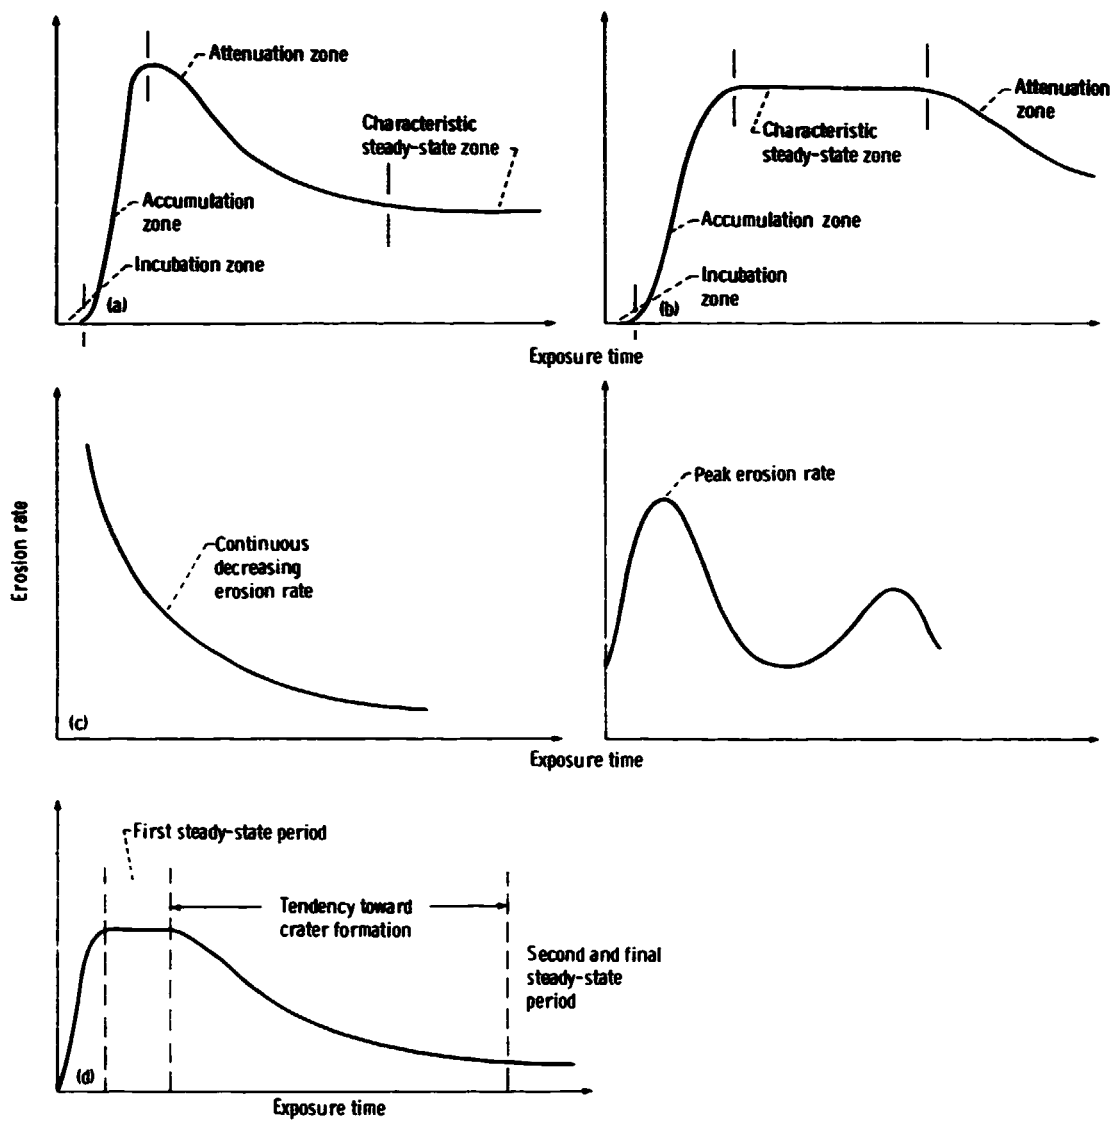 Attenuation zone
Characteristic
steady-state zone
Accumulation
zone
Incubation zone
(a)
Attenuation
zone
Characteristic
steady-state zone
Accumulation zone
Incubation
zone
(b)
Exposure time
Erosion rate
Continuous
decreasing
erosion rate
(c)
Peak erosion rate
Exposure time
First steady-state period
Tendency toward
crater formation
Second and final
steady-state
period
(d)
Exposure time